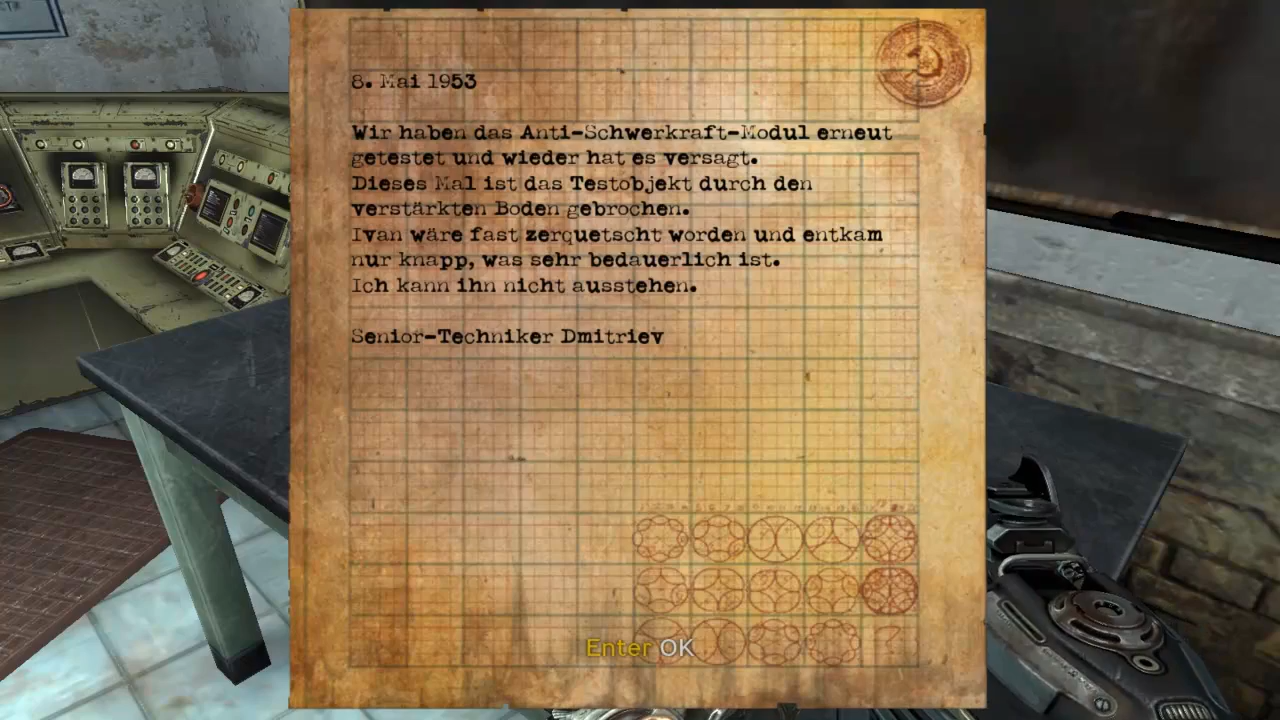 8. Mai 1953
Wir haben das Anti-Schwerkraft-Modul erneut
getestet und wieder hat es versagt.
Dieses Mal ist das Testobjekt durch den
verstärkten Boden gebrochen.
Ivan wäre fast zerquetscht worden und entkam
nur knapp, was sehr bedauerlich ist.
Ich kann ihn nicht ausstehen.
Senior-Techniker Dmitriev
?
Enter OK